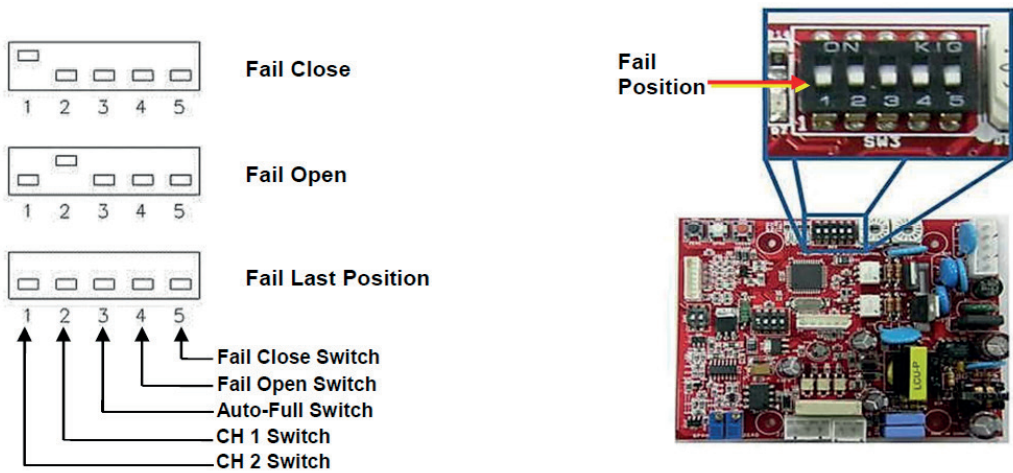 Fail Close
1 2 3 4 5
Fail Open
1 2 3 4 5
Fail Last Position
1 2 3 4 5
Fail Close Switch
Fail Open Switch
Auto-Full Switch
CH 1 Switch
CH 2 Switch
Fail
Position
ON KIQ
1 2 3 4 5
SW3
LCU-P